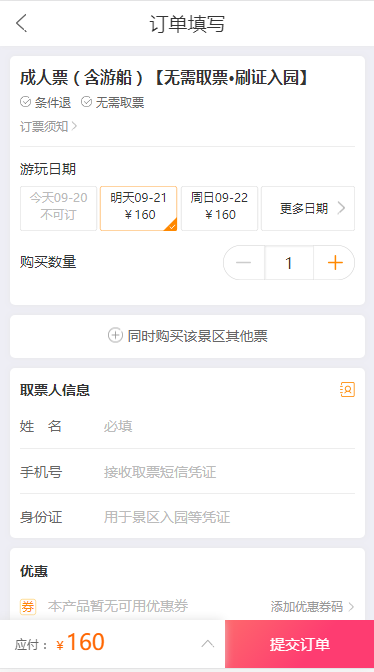 订单填写
成人票（含游船）【无需取票•刷证入园】
条件退 无需取票
订票须知
游玩日期
今天09-20 明天09-21 周日09-22 更多日期
不可订 ￥160 ￥160
购买数量 1
同时购买该景区其他票
取票人信息
姓 名 必填
手机号 接收取票短信凭证
身份证 用于景区入园等凭证
优惠
券 本产品暂无可用优惠券 添加优惠券码
应付：￥160 提交订单